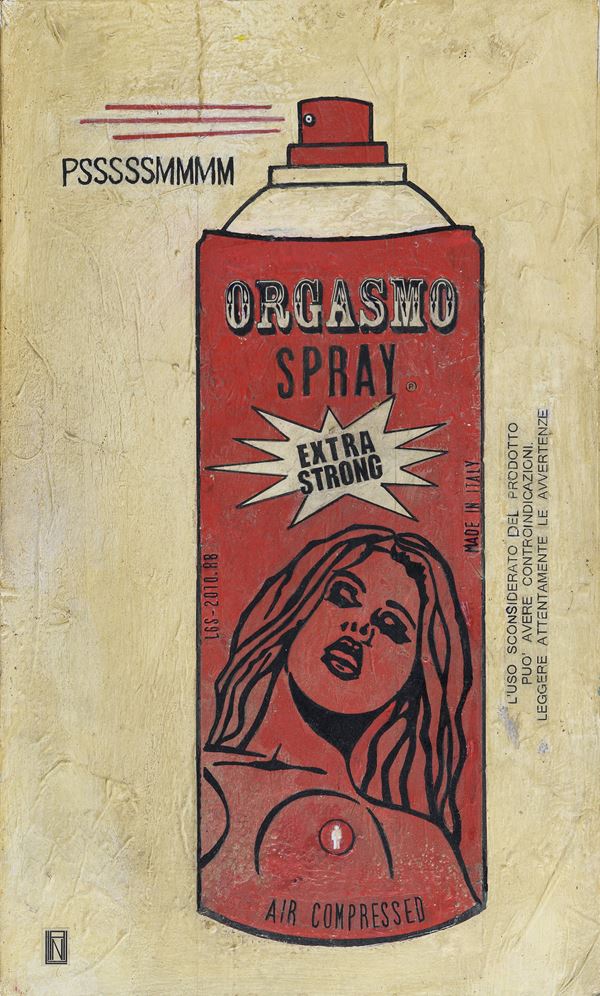 PSSSSSMMMM
ORGASMO
SPRAY
®
EXTRA
STRONG
MADE IN ITALY
LGS-2010.RB
L'USO SCONSIDERATO DEL PRODOTTO
PUO' AVERE CONTROINDICAZIONI.
LEGGERE ATTENTAMENTE LE AVVERTENZE
AIR COMPRESSED